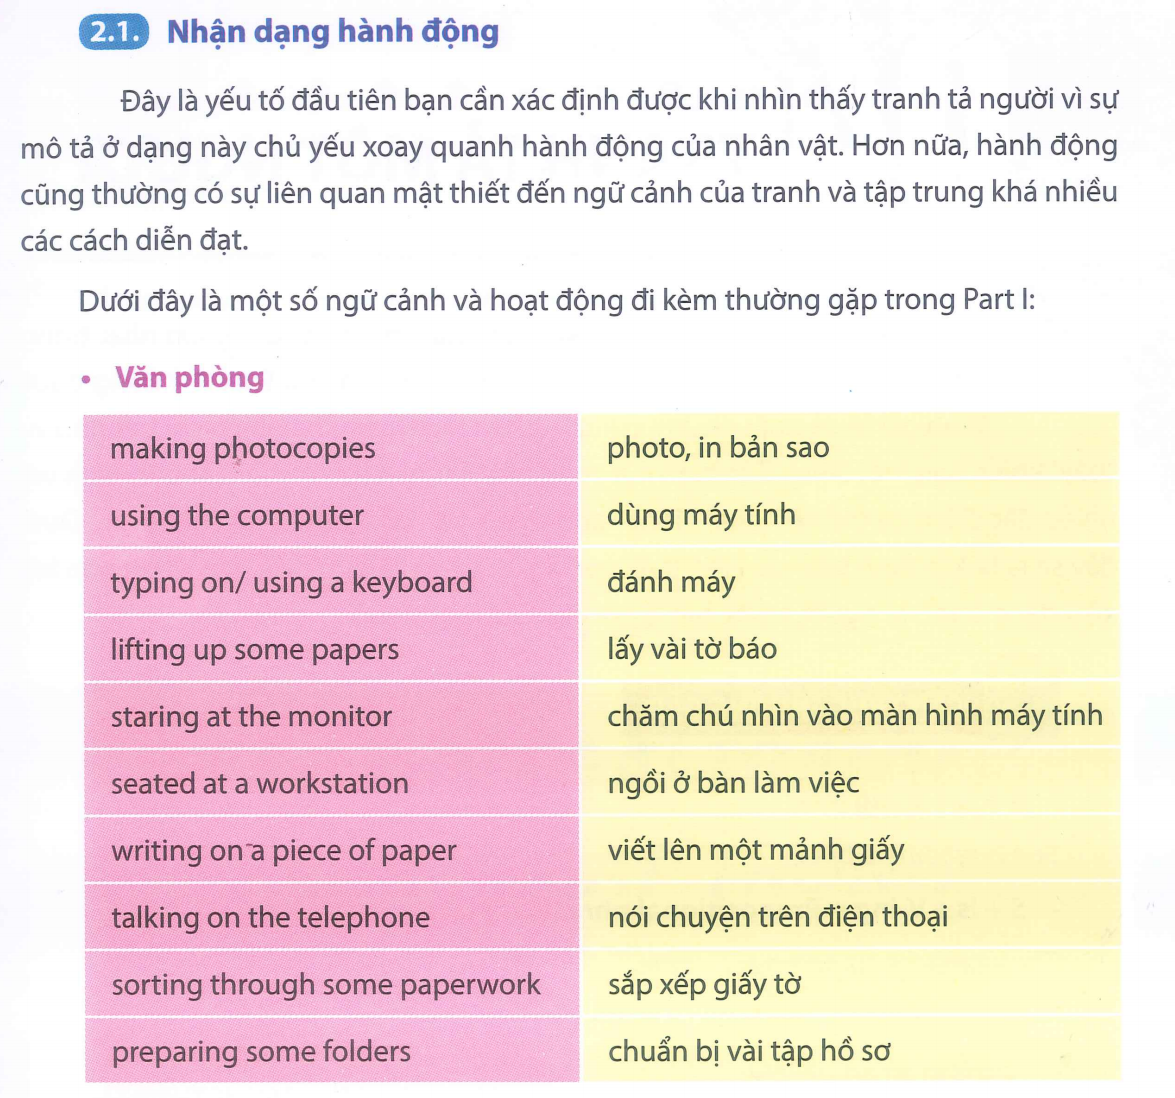 2.1. Nhận dạng hành động
Đây là yếu tố đầu tiên bạn cần xác định được khi nhìn thấy tranh tả người vì sự
mô tả ở dạng này chủ yếu xoay quanh hành động của nhân vật. Hơn nữa, hành động
cũng thường có sự liên quan mật thiết đến ngữ cảnh của tranh và tập trung khá nhiều
các cách diễn đạt.
Dưới đây là một số ngữ cảnh và hoạt động đi kèm thường gặp trong Part I:
• Văn phòng
making photocopies photo, in bản sao
using the computer dùng máy tính
typing on/ using a keyboard đánh máy
lifting up some papers lấy vài tờ báo
staring at the monitor chăm chú nhìn vào màn hình máy tính
seated at a workstation ngồi ở bàn làm việc
writing on a piece of paper viết lên một mảnh giấy
talking on the telephone nói chuyện trên điện thoại
sorting through some paperwork sắp xếp giấy tờ
preparing some folders chuẩn bị vài tập hồ sơ